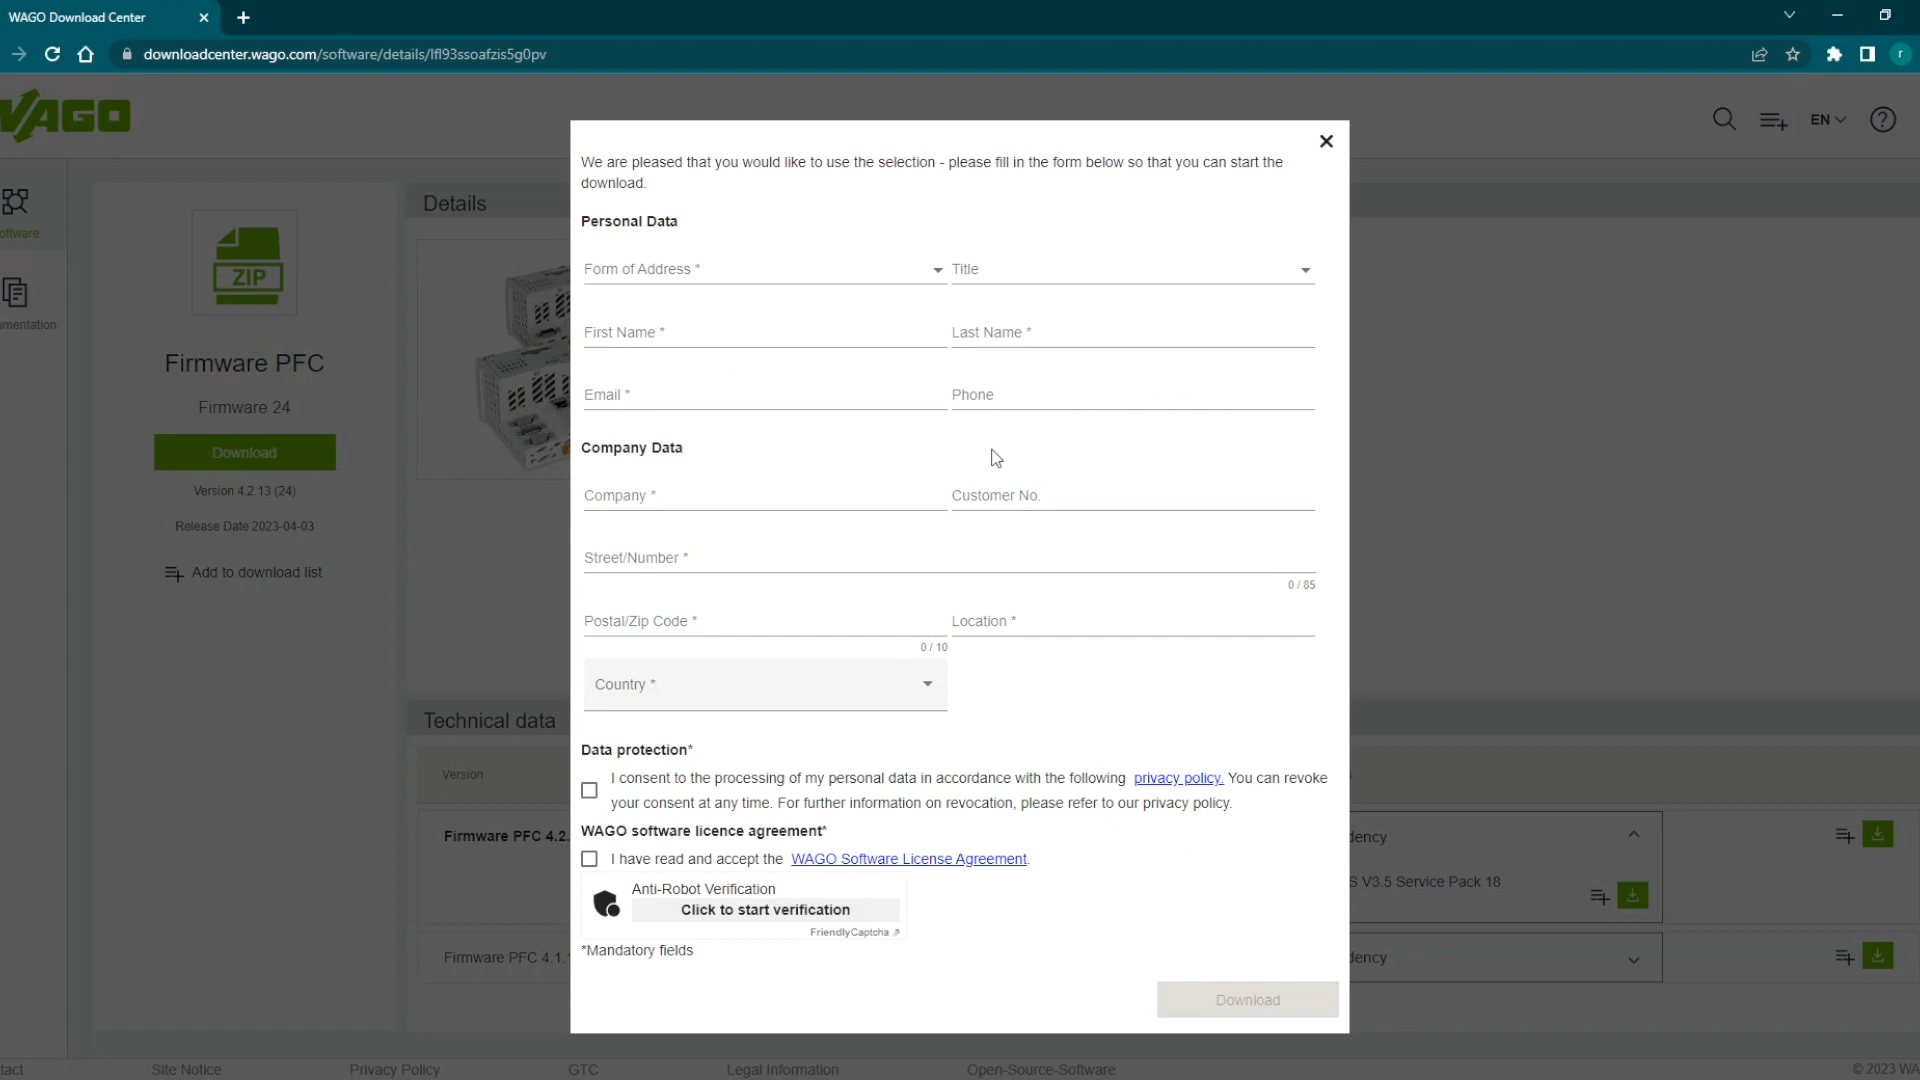 WAGO Download Center
downloadcenter.wago.com/software/details/lfl93ssoafzis5g0pv
r
WAGO
EN
?
We are pleased that you would like to use the selection - please fill in the form below so that you can start the
download.
oftware
Details
Personal Data
ZIP
Form of Address *
Title
umentation
First Name *
Last Name *
Firmware PFC
Firmware 24
Email *
Phone
Download
Company Data
Version 4.2.13 (24)
Company *
Customer No.
Release Date 2023-04-03
Street/Number *
Add to download list
0 / 85
Postal/Zip Code *
Location *
0 / 10
Country *
Technical data
Data protection*
Version
I consent to the processing of my personal data in accordance with the following privacy policy. You can revoke
your consent at any time. For further information on revocation, please refer to our privacy policy.
WAGO software licence agreement*
Firmware PFC 4.2.
dency
I have read and accept the WAGO Software License Agreement.
S V3.5 Service Pack 18
Anti-Robot Verification
Click to start verification
FriendlyCaptcha ⇗
*Mandatory fields
Firmware PFC 4.1.
dency
Download
tact
Site Notice
Privacy Policy
GTC
Legal Information
Open-Source-Software
© 2023 WA